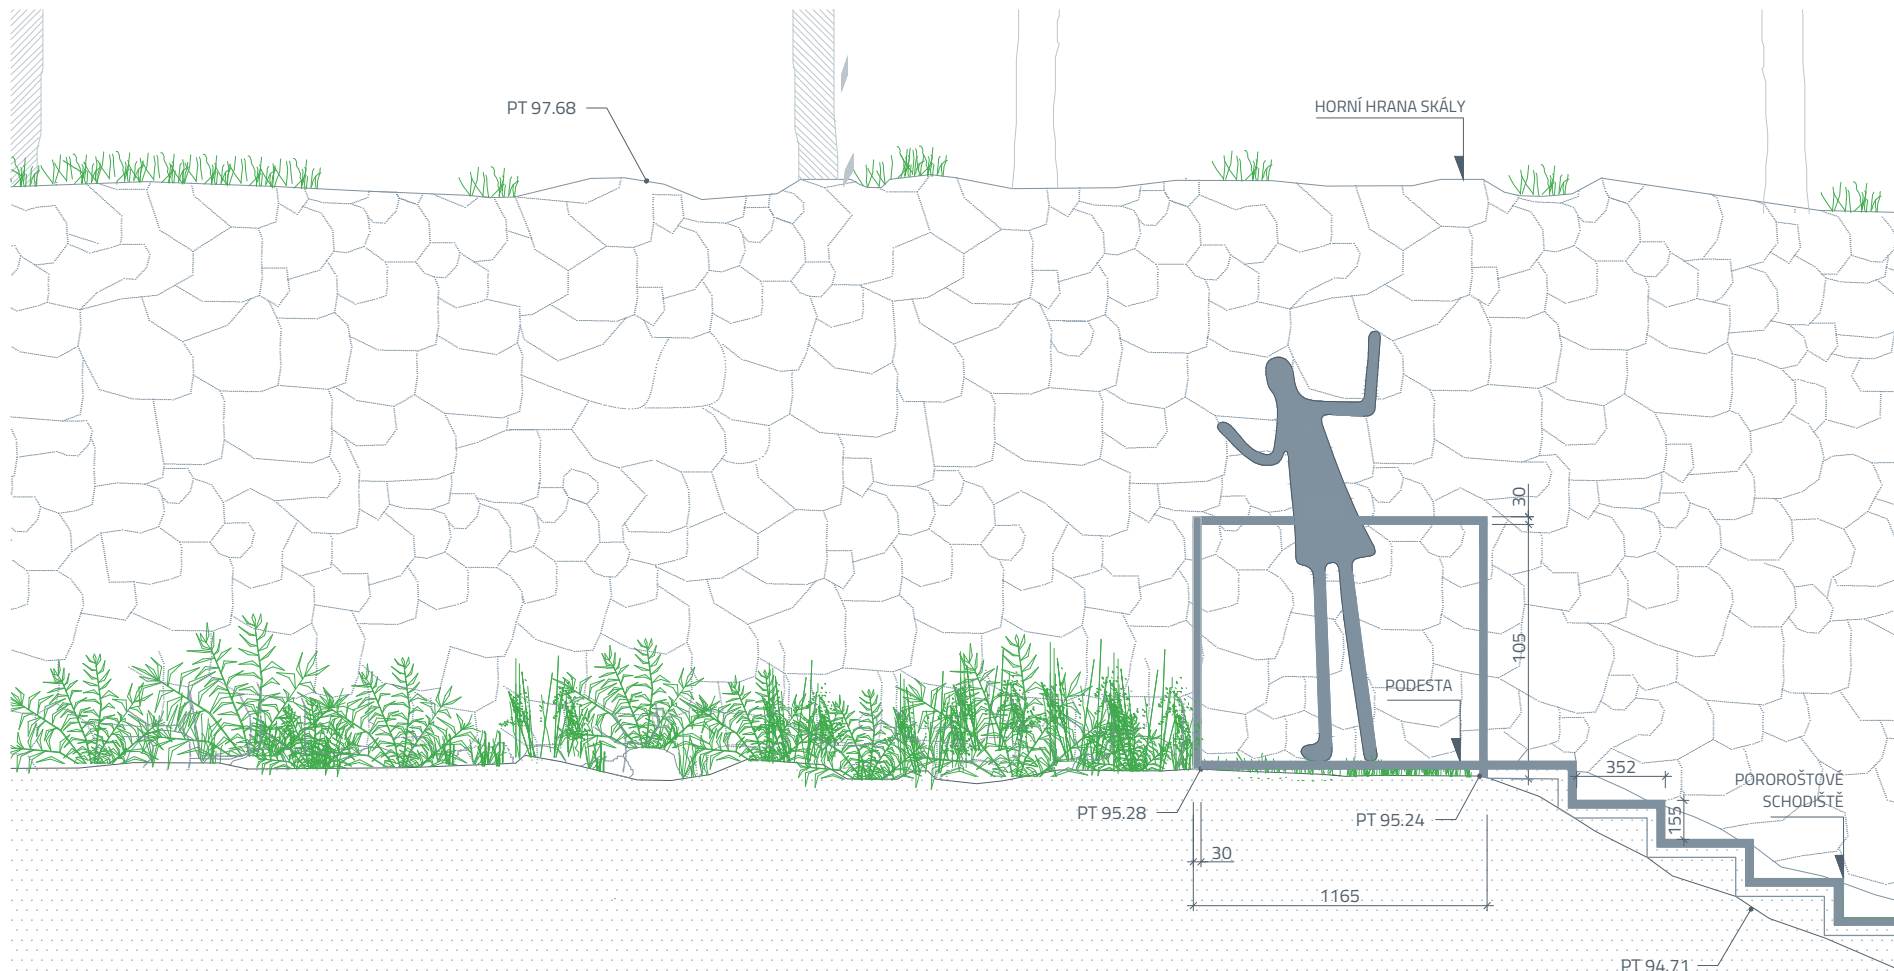 HORNÍ HRANA SKÁLY
PT 97.68
30
105
PODESTA
352
POROROŠTOVÉ
SCHODIŠTĚ
155
PT 95.28
PT 95.24
30
1165
PT 94.71